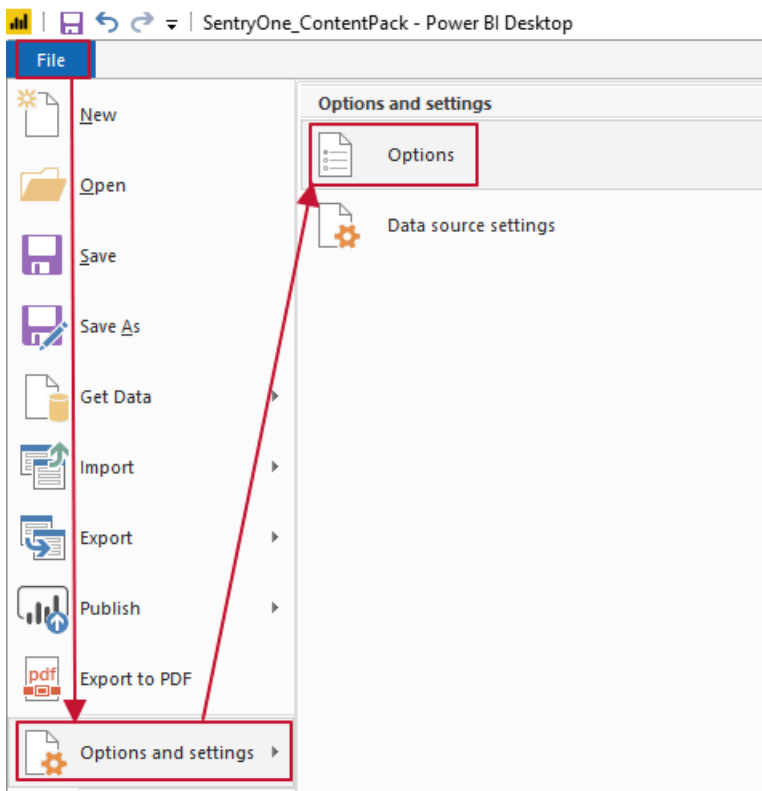 SentryOne_ContentPack - Power BI Desktop
File
New
Open
Save
Save As
Get Data
Import
Export
Publish
pdf
Export to PDF
Options and settings
Options and settings
Options
Data source settings